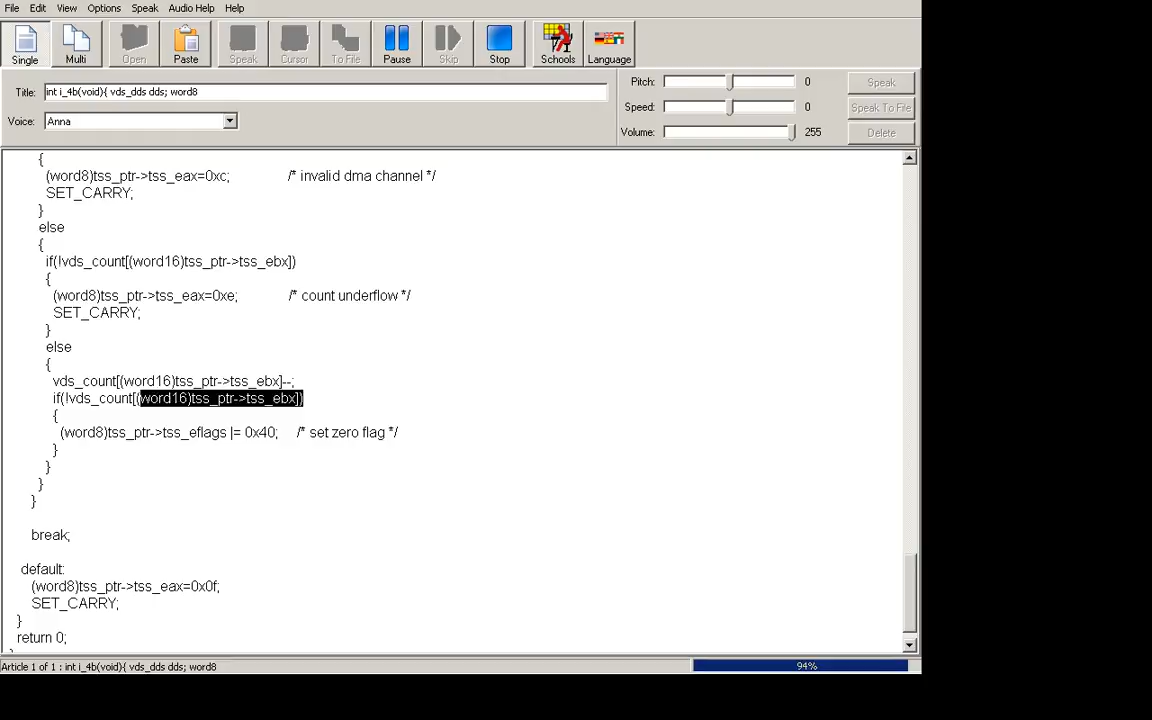 File Edit View Options Speak Audio Help Help
Single Multi Open Paste Speak Cursor To File Pause Skip Stop Schools Language
Title: int i_4b(void){ vds_dds dds; word8
Voice: Anna
Pitch: 0 Speak
Speed: 0 Speak To File
Volume: 255 Delete
{
(word8)tss_ptr->tss_eax=0xc; /* invalid dma channel */
SET_CARRY;
}
else
{
if(!vds_count[(word16)tss_ptr->tss_ebx])
{
(word8)tss_ptr->tss_eax=0xe; /* count underflow */
SET_CARRY;
}
else
{
vds_count[(word16)tss_ptr->tss_ebx]--;
if(!vds_count[(word16)tss_ptr->tss_ebx])
{
(word8)tss_ptr->tss_eflags |= 0x40; /* set zero flag */
}
}
}
}
break;
default:
(word8)tss_ptr->tss_eax=0x0f;
SET_CARRY;
}
return 0;
Article 1 of 1 : int i_4b(void){ vds_dds dds; word8 94%